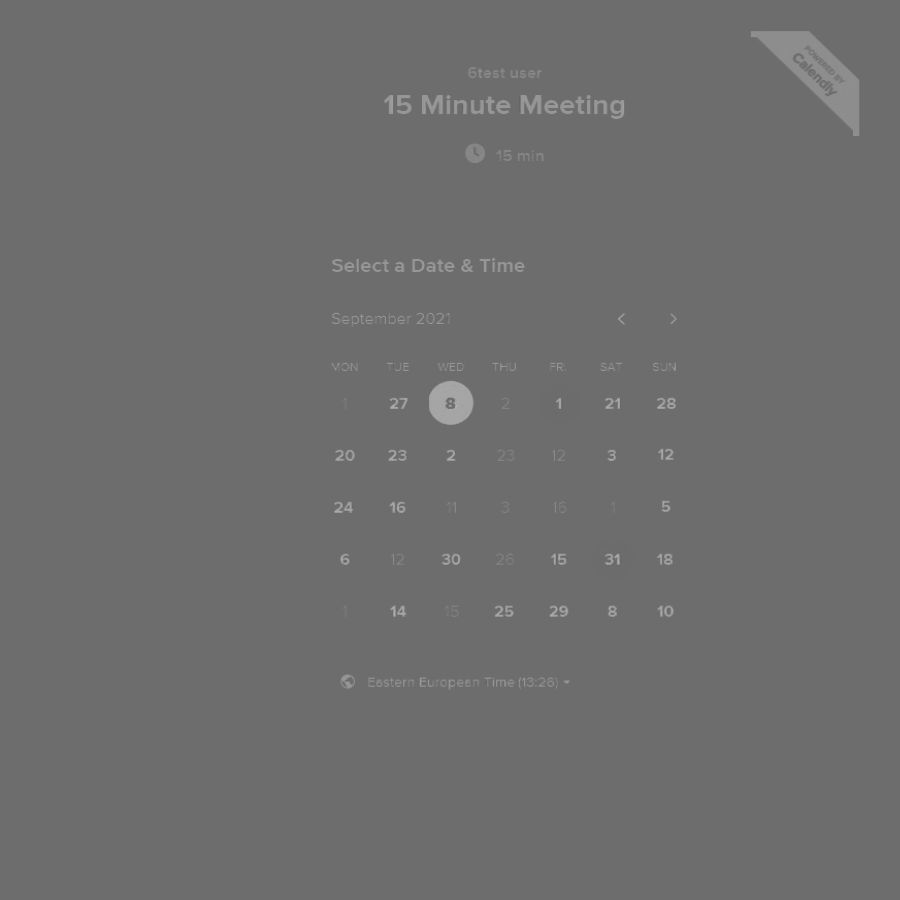 POWERED BY
Calendly
6test user
15 Minute Meeting
15 min
Select a Date & Time
September 2021
MON TUE WED THU FRI SAT SUN
1 27 8 2 1 21 28
20 23 2 23 12 3 12
24 16 11 3 16 1 5
6 12 30 26 15 31 18
1 14 15 25 29 8 10
Eastern European Time (13:26)